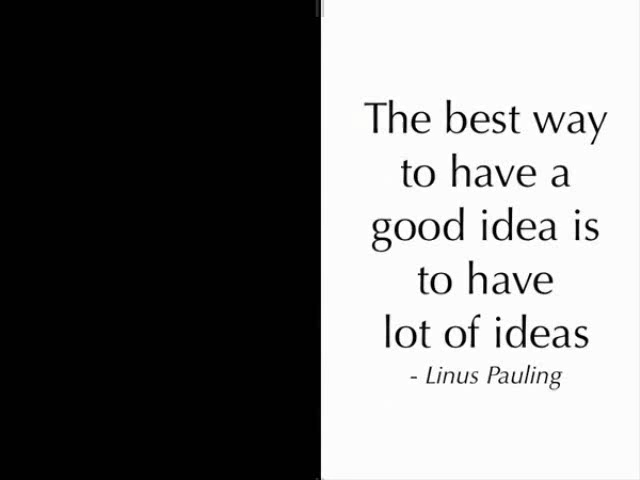 The best way
to have a
good idea is
to have
lot of ideas
- Linus Pauling